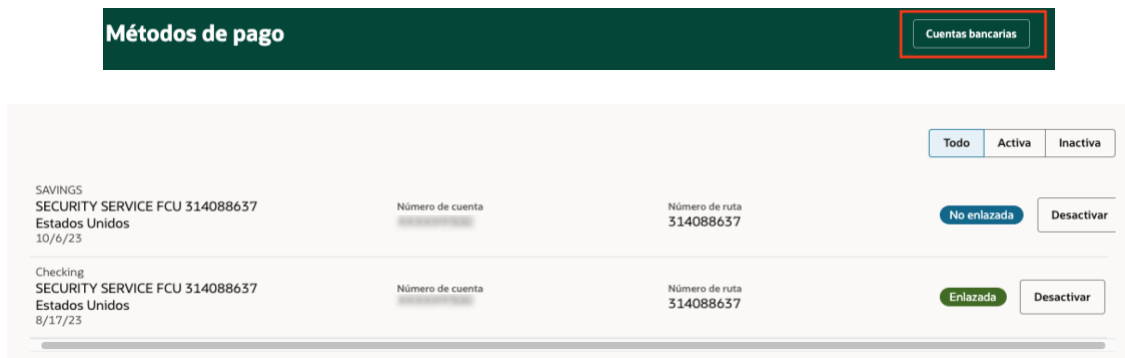 Métodos de pago
Cuentas bancarias
Todo Activa Inactiva
SAVINGS
SECURITY SERVICE FCU 314088637
Estados Unidos
10/6/23
Número de cuenta
Número de ruta
314088637
No enlazada
Desactivar
Checking
SECURITY SERVICE FCU 314088637
Estados Unidos
8/17/23
Número de cuenta
Número de ruta
314088637
Enlazada
Desactivar